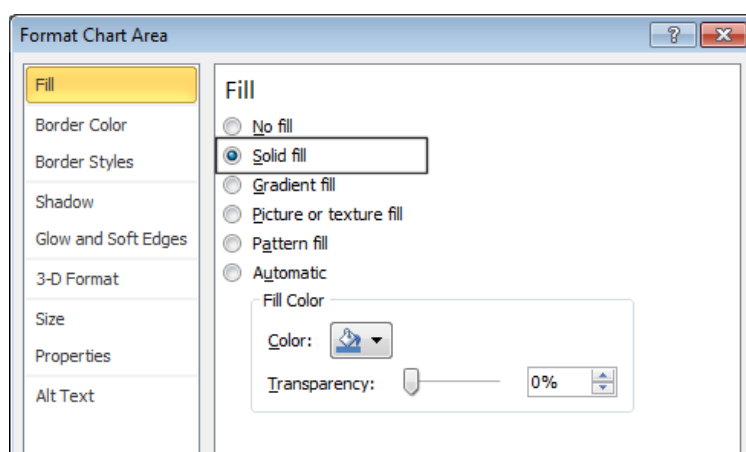 Format Chart Area
Fill
Border Color
Border Styles
Shadow
Glow and Soft Edges
3-D Format
Size
Properties
Alt Text
Fill
No fill
Solid fill
Gradient fill
Picture or texture fill
Pattern fill
Automatic
Fill Color
Color:
Transparency: 0%